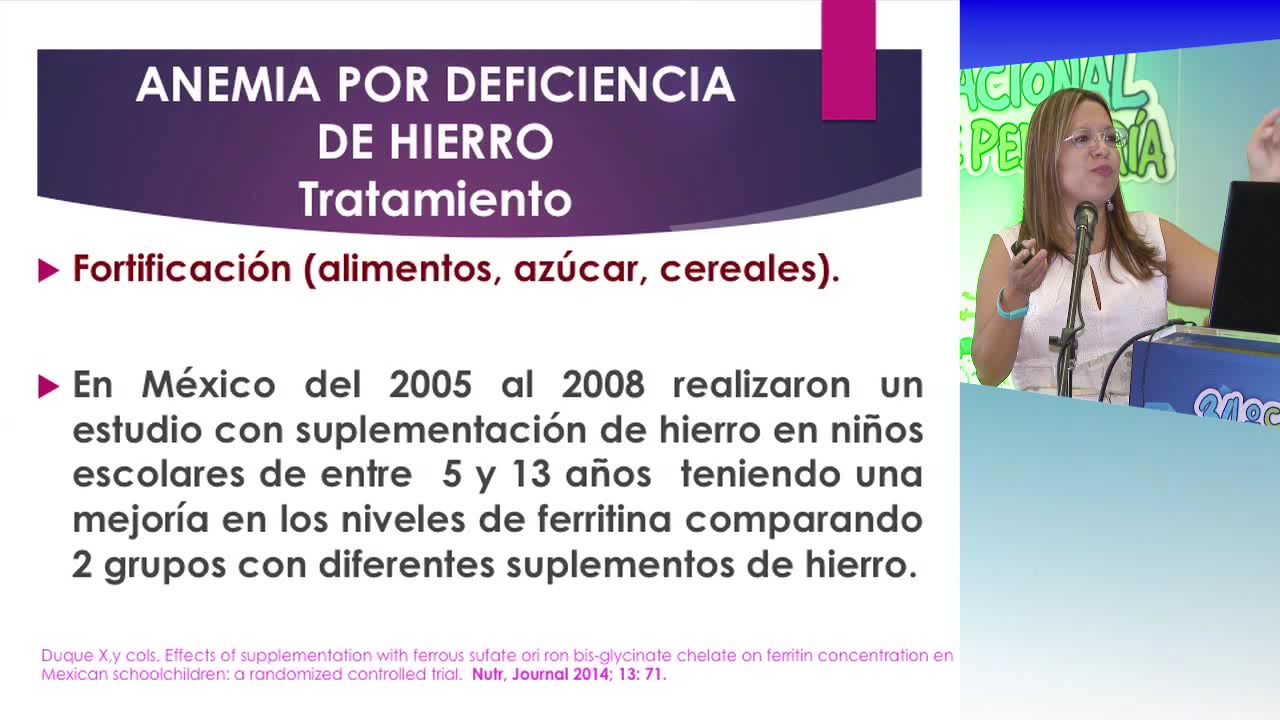 ANEMIA POR DEFICIENCIA
DE HIERRO
Tratamiento
Fortificación (alimentos, azúcar, cereales).
En México del 2005 al 2008 realizaron un
estudio con suplementación de hierro en niños
escolares de entre 5 y 13 años teniendo una
mejoría en los niveles de ferritina comparando
2 grupos con diferentes suplementos de hierro.
Duque X,y cols. Effects of supplementation with ferrous sufate ori ron bis-glycinate chelate on ferritin concentration en
Mexican schoolchildren: a randomized controlled trial. Nutr, Journal 2014; 13: 71.
ACIONAL